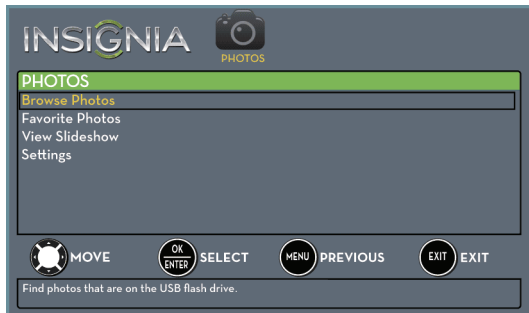 INSIGNIA
PHOTOS
PHOTOS
Browse Photos
Favorite Photos
View Slideshow
Settings
MOVE
OK
ENTER
SELECT
MENU
PREVIOUS
EXIT
EXIT
Find photos that are on the USB flash drive.